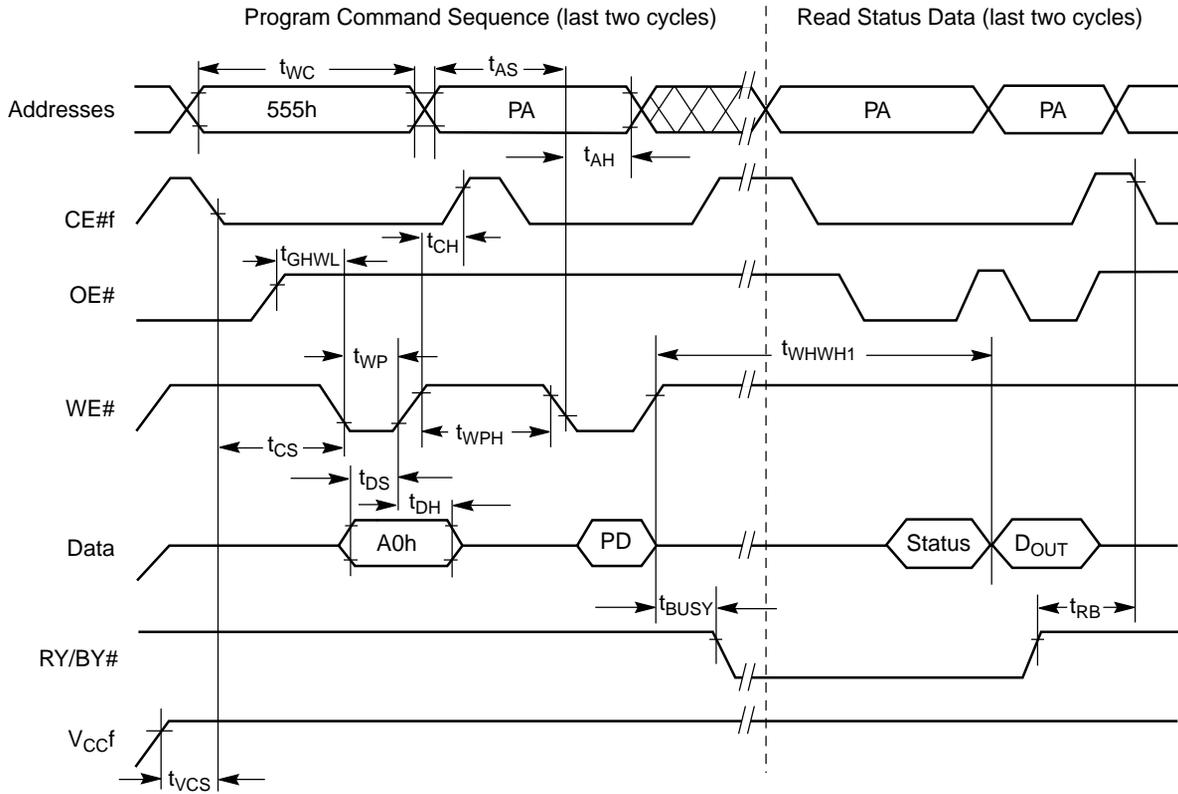 Program Command Sequence (last two cycles) Read Status Data (last two cycles)
tWC tAS
Addresses 555h PA PA PA
tAH
CE#f
tCH
tGHWL
OE#
tWP tWHWH1
WE#
tCS tWPH
tDS
tDH
Data A0h PD Status DOUT
tBUSY tRB
RY/BY#
VCCf
tVCS